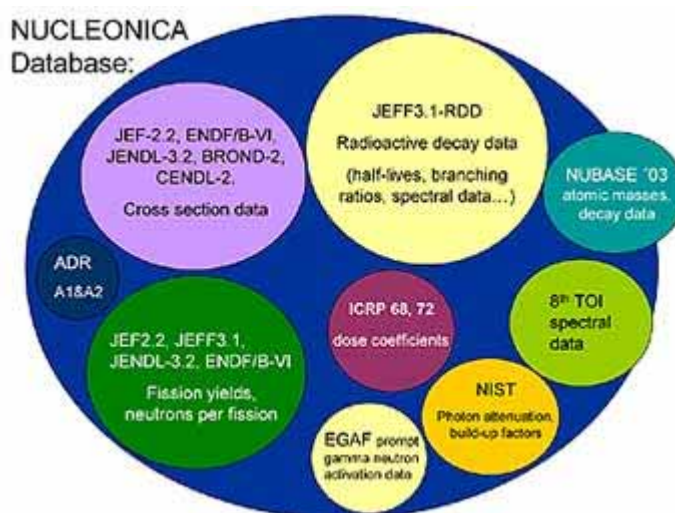 NUCLEONICA
Database:
JEF-2.2, ENDF/B-VI,
JENDL-3.2, BROND-2,
CENDL-2,
Cross section data
JEFF3.1-RDD
Radioactive decay data
(half-lives, branching
ratios, spectral data...)
NUBASE ´03
atomic masses,
decay data
ADR
A1&A2
JEF2.2, JEFF3.1,
JENDL-3.2, ENDF/B-VI
Fission yields,
neutrons per fission
ICRP 68, 72
dose coefficients
8th TOI
spectral
data
NIST
Photon attenuation,
build-up factors
EGAF prompt
gamma neutron
activation data